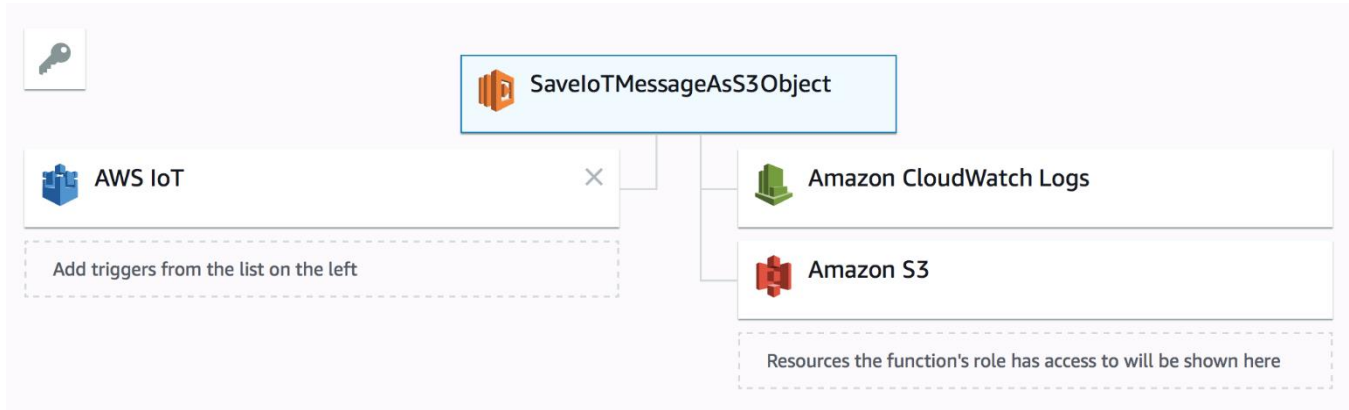 SaveIoTMessageAsS3Object
AWS IoT
Add triggers from the list on the left
Amazon CloudWatch Logs
Amazon S3
Resources the function's role has access to will be shown here